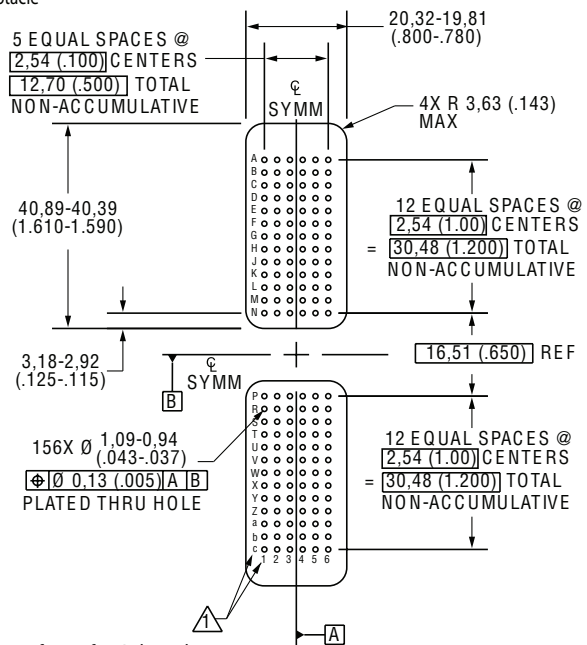 5 EQUAL SPACES @
2,54 (.100) CENTERS
12,70 (.500) TOTAL
NON-ACCUMULATIVE
20,32-19,81
(.800-.780)
℄
SYMM
4X R 3,63 (.143)
MAX
40,89-40,39
(1.610-1.590)
A
B
C
D
E
F
G
H
J
K
L
M
N
12 EQUAL SPACES @
2,54 (1.00) CENTERS
= 30,48 (1.200) TOTAL
NON-ACCUMULATIVE
3,18-2,92
(.125-.115)
℄
SYMM
B
16,51 (.650) REF
156X Ø 1,09-0,94
(.043-.037)
⌖ Ø 0,13 (.005) A B
PLATED THRU HOLE
P
R
S
T
U
V
W
X
Y
Z
a
b
c
1 2 3 4 5 6
12 EQUAL SPACES @
2,54 (1.00) CENTERS
= 30,48 (1.200) TOTAL
NON-ACCUMULATIVE
1
A